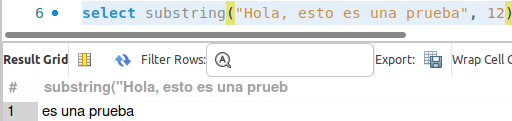 6 select substring("Hola, esto es una prueba", 12)
Result Grid Filter Rows: Export: Wrap Cell C
# substring("Hola, esto es una prueb
1 es una prueba